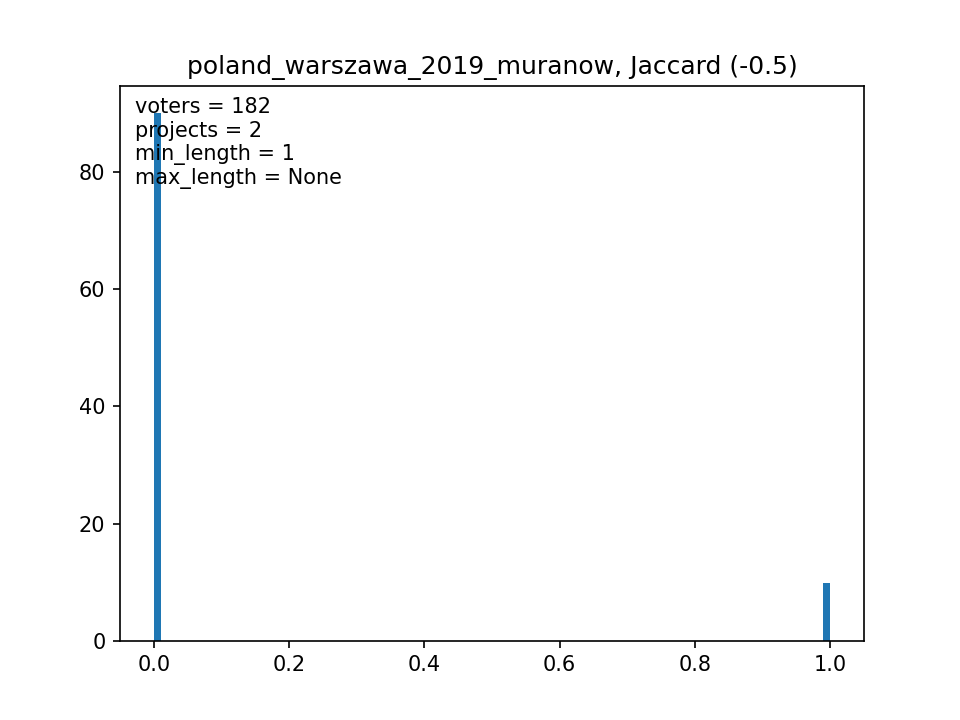 poland_warszawa_2019_muranow, Jaccard (-0.5)
voters = 182
projects = 2
min_length = 1
max_length = None
80
60
40
20
0
0.0 0.2 0.4 0.6 0.8 1.0